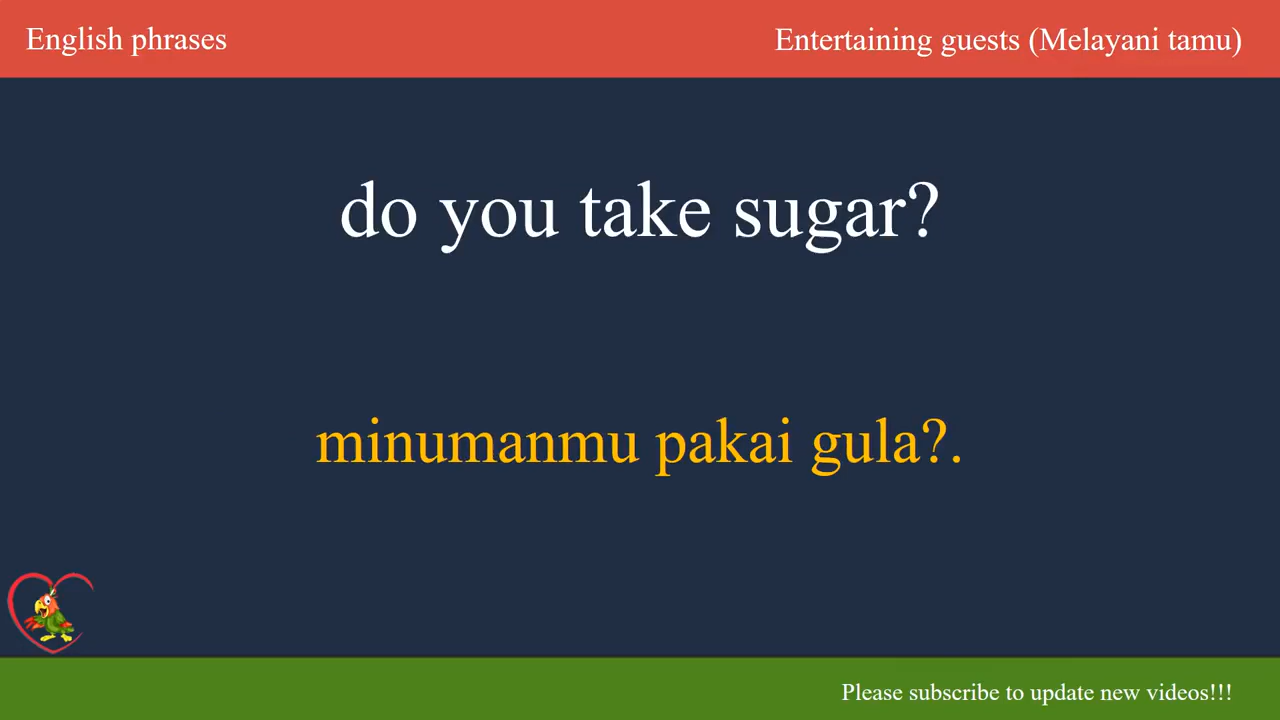 English phrases
Entertaining guests (Melayani tamu)
do you take sugar?
minumanmu pakai gula?.
Please subscribe to update new videos!!!